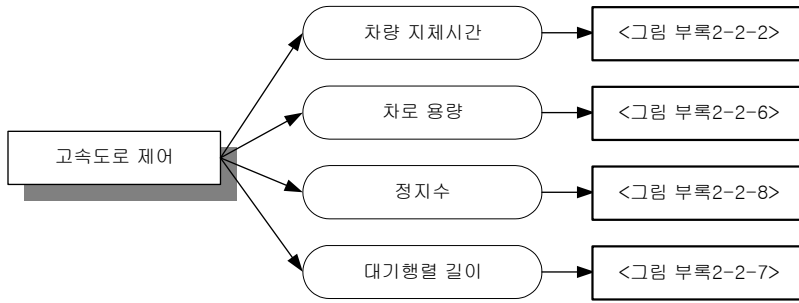 고속도로 제어
차량 지체시간
<그림 부록2-2-2>
차로 용량
<그림 부록2-2-6>
정지수
<그림 부록2-2-8>
대기행렬 길이
<그림 부록2-2-7>